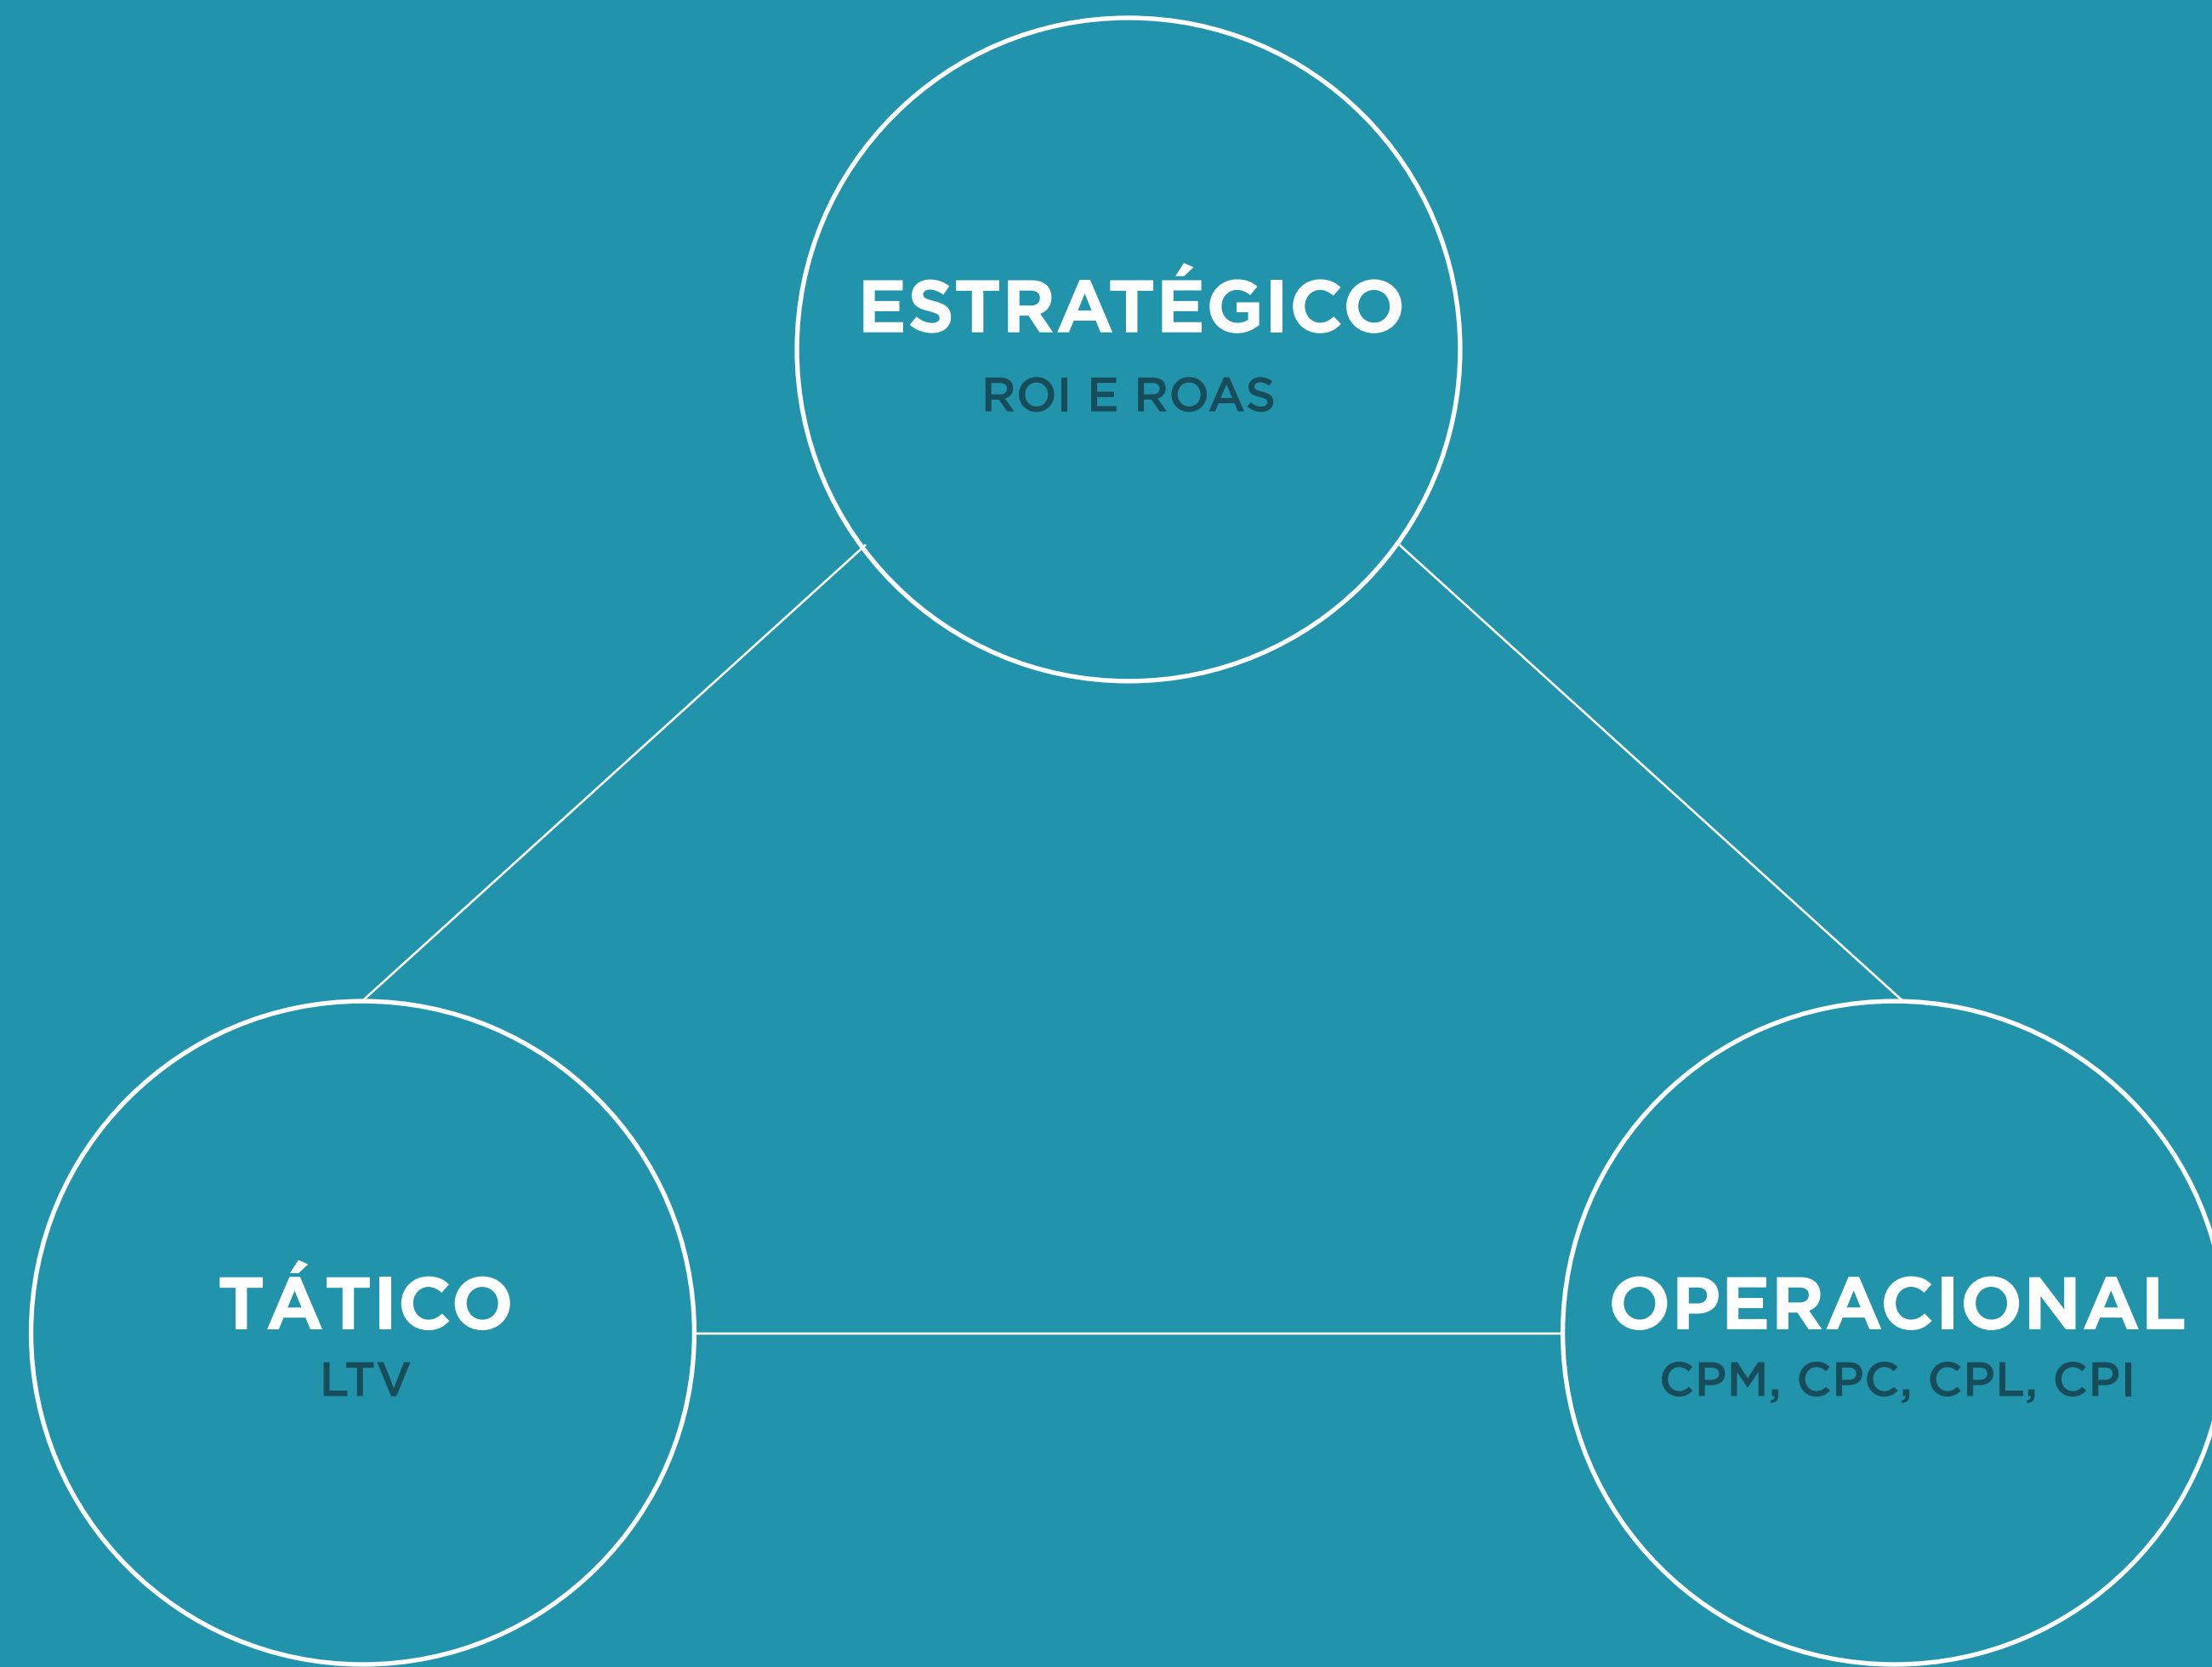 ESTRATÉGICO
ROI E ROAS
TÁTICO
LTV
OPERACIONAL
CPM, CPC, CPL, CPI